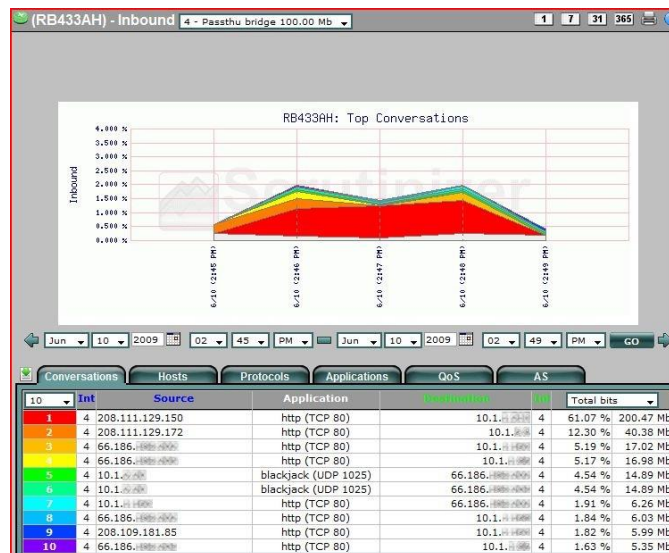 (RB433AH) - Inbound 4 - Passthu bridge 100.00 Mb 1 7 31 365
RB433AH: Top Conversations
Scrutinizer
Inbound
4.000 %
3.500 %
3.000 %
2.500 %
2.000 %
1.500 %
1.000 %
0.500 %
0.000 %
6/10 (2:45 PM)
6/10 (2:46 PM)
6/10 (2:47 PM)
6/10 (2:48 PM)
6/10 (2:49 PM)
Jun 10 2009 02 45 PM Jun 10 2009 02 49 PM GO
Conversations Hosts Protocols Applications QoS AS
10 Int Source Application Destination Int Total bits
1 4 208.111.129.150 http (TCP 80) 10.1. 4 61.07 % 200.47 Mb
2 4 208.111.129.172 http (TCP 80) 10.1. 4 12.30 % 40.38 Mb
3 4 66.186. http (TCP 80) 10.1. 4 5.19 % 17.02 Mb
4 4 66.186. http (TCP 80) 10.1. 4 5.17 % 16.98 Mb
5 4 10.1. blackjack (UDP 1025) 66.186. 4 4.54 % 14.89 Mb
6 4 10.1. blackjack (UDP 1025) 66.186. 4 4.54 % 14.89 Mb
7 4 10.1. http (TCP 80) 66.186. 4 1.91 % 6.26 Mb
8 4 66.186. http (TCP 80) 10.1. 4 1.84 % 6.03 Mb
9 4 208.109.181.85 http (TCP 80) 10.1. 4 1.82 % 5.99 Mb
10 4 66.186. http (TCP 80) 10.1. 4 1.63 % 5.35 Mb